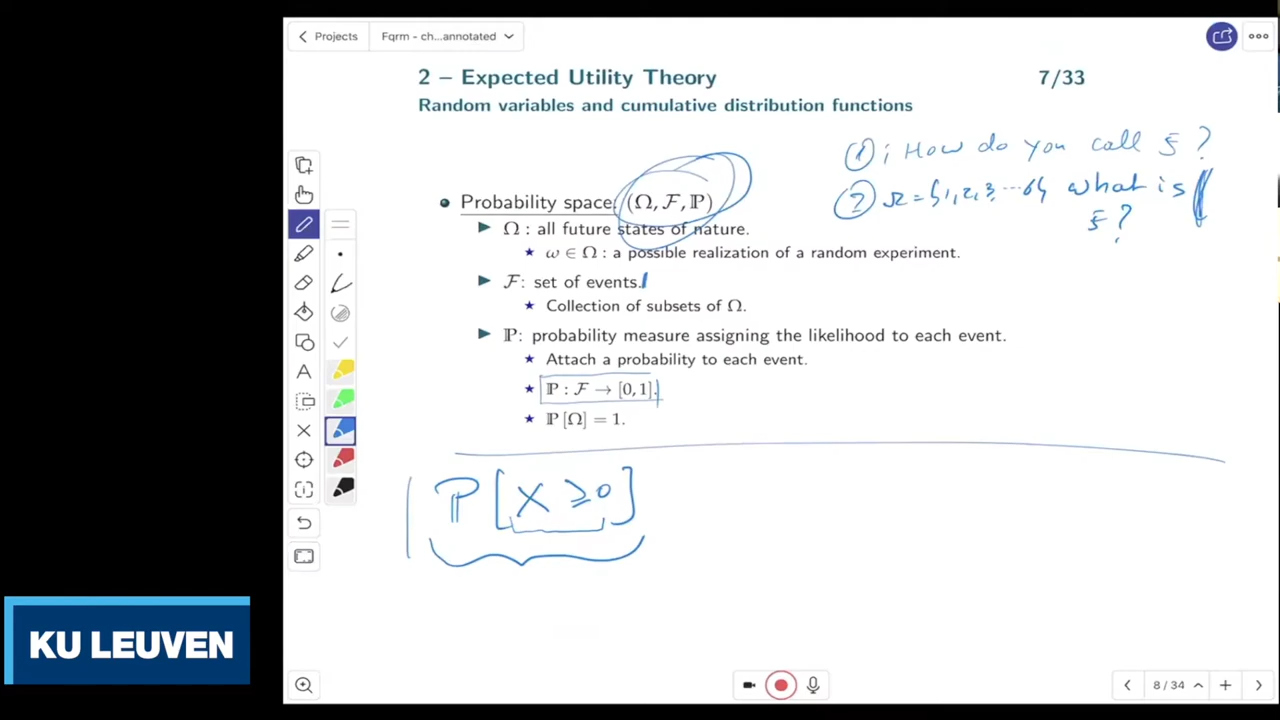 Projects
Fqrm - ch...annotated
2 – Expected Utility Theory
7/33
Random variables and cumulative distribution functions
① ; How do you call F ?
② Ω = {1, 2, 3 ... 6} what is
F ?
Probability space: (Ω, F, ℙ)
Ω : all future states of nature.
ω ∈ Ω : a possible realization of a random experiment.
F: set of events.
Collection of subsets of Ω.
ℙ: probability measure assigning the likelihood to each event.
Attach a probability to each event.
ℙ : F → [0, 1].
ℙ [Ω] = 1.
ℙ [X ⩾ 0]
KU LEUVEN
8 / 34